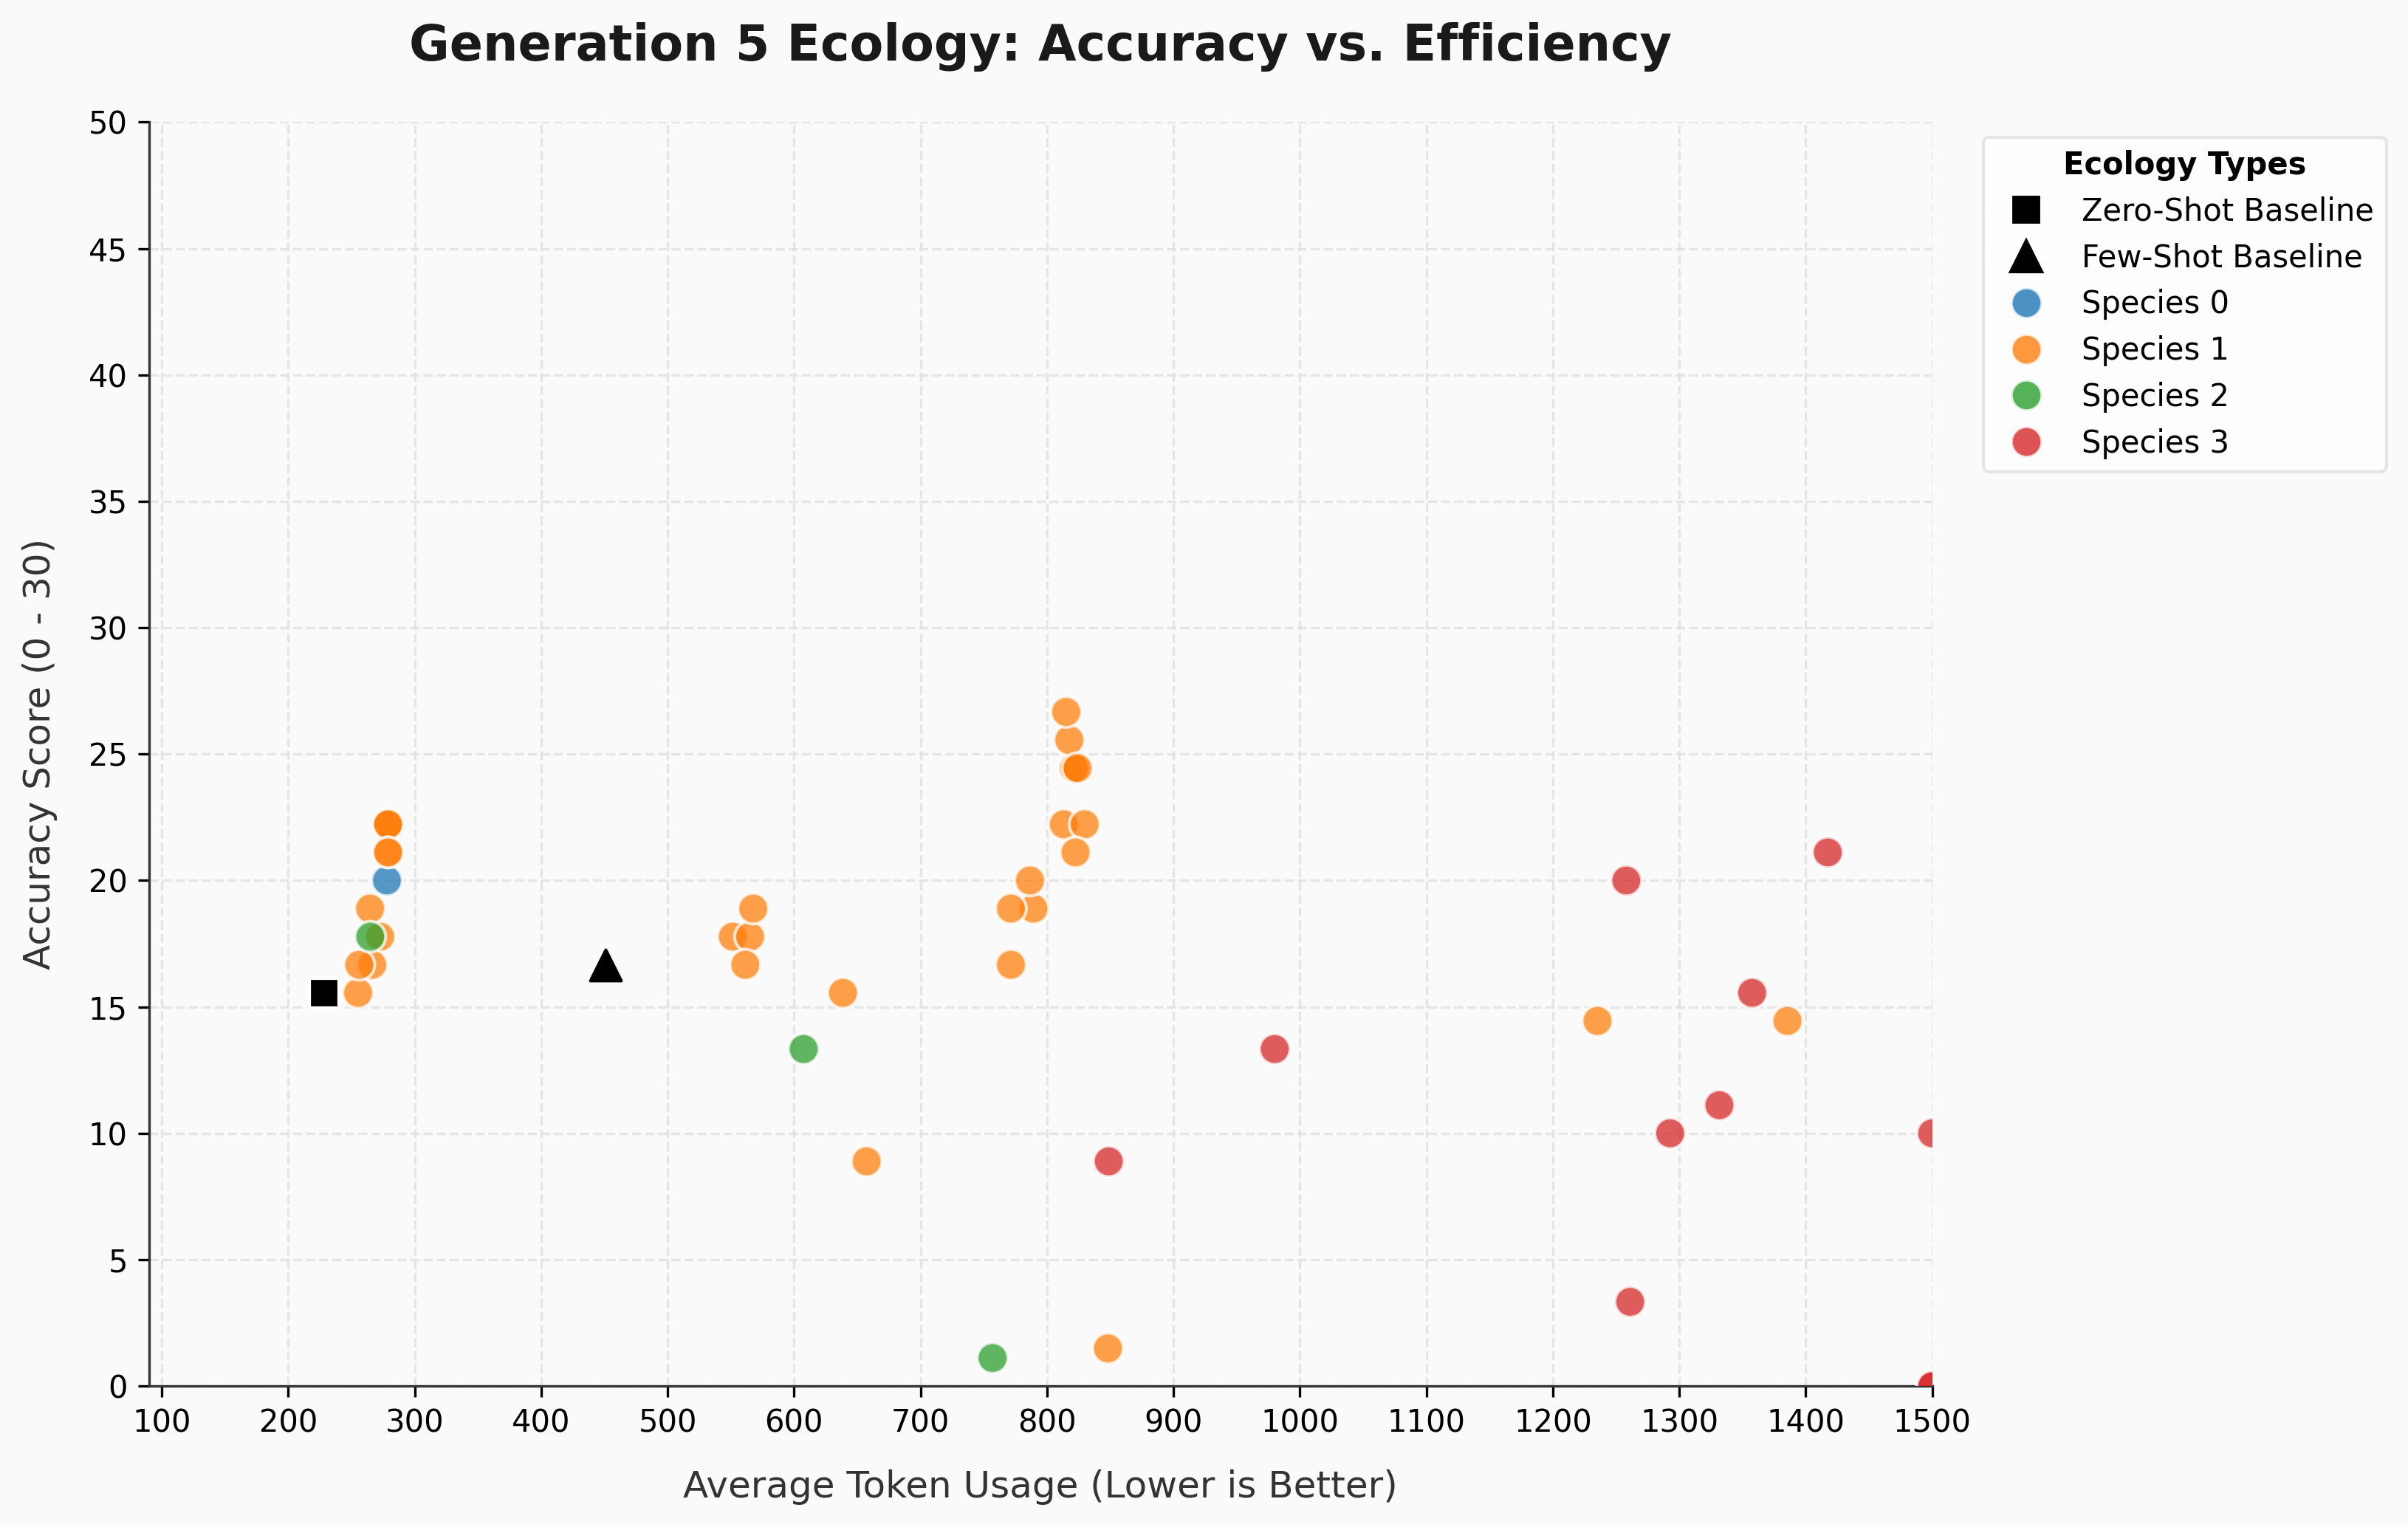 Generation 5 Ecology: Accuracy vs. Efficiency
50
45
40
35
30
25
20
15
10
5
0
Accuracy Score (0 - 30)
100 200 300 400 500 600 700 800 900 1000 1100 1200 1300 1400 1500
Average Token Usage (Lower is Better)
Ecology Types
Zero-Shot Baseline
Few-Shot Baseline
Species 0
Species 1
Species 2
Species 3